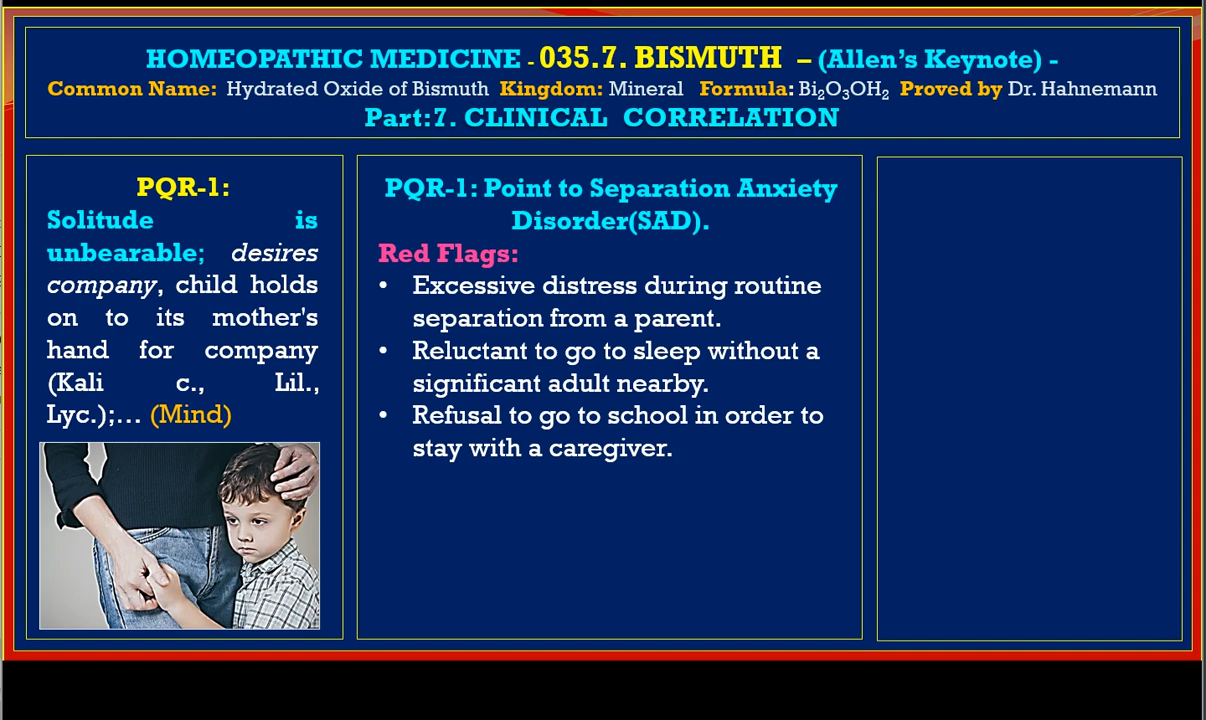 HOMEOPATHIC MEDICINE - 035.7. BISMUTH – (Allen's Keynote) -
Common Name: Hydrated Oxide of Bismuth Kingdom: Mineral Formula: Bi₂O₃OH₂ Proved by Dr. Hahnemann
Part:7. CLINICAL CORRELATION
PQR-1:
Solitude is
unbearable; desires
company, child holds
on to its mother's
hand for company
(Kali c., Lil.,
Lyc.);... (Mind)
PQR-1: Point to Separation Anxiety
Disorder(SAD).
Red Flags:
• Excessive distress during routine
separation from a parent.
• Reluctant to go to sleep without a
significant adult nearby.
• Refusal to go to school in order to
stay with a caregiver.